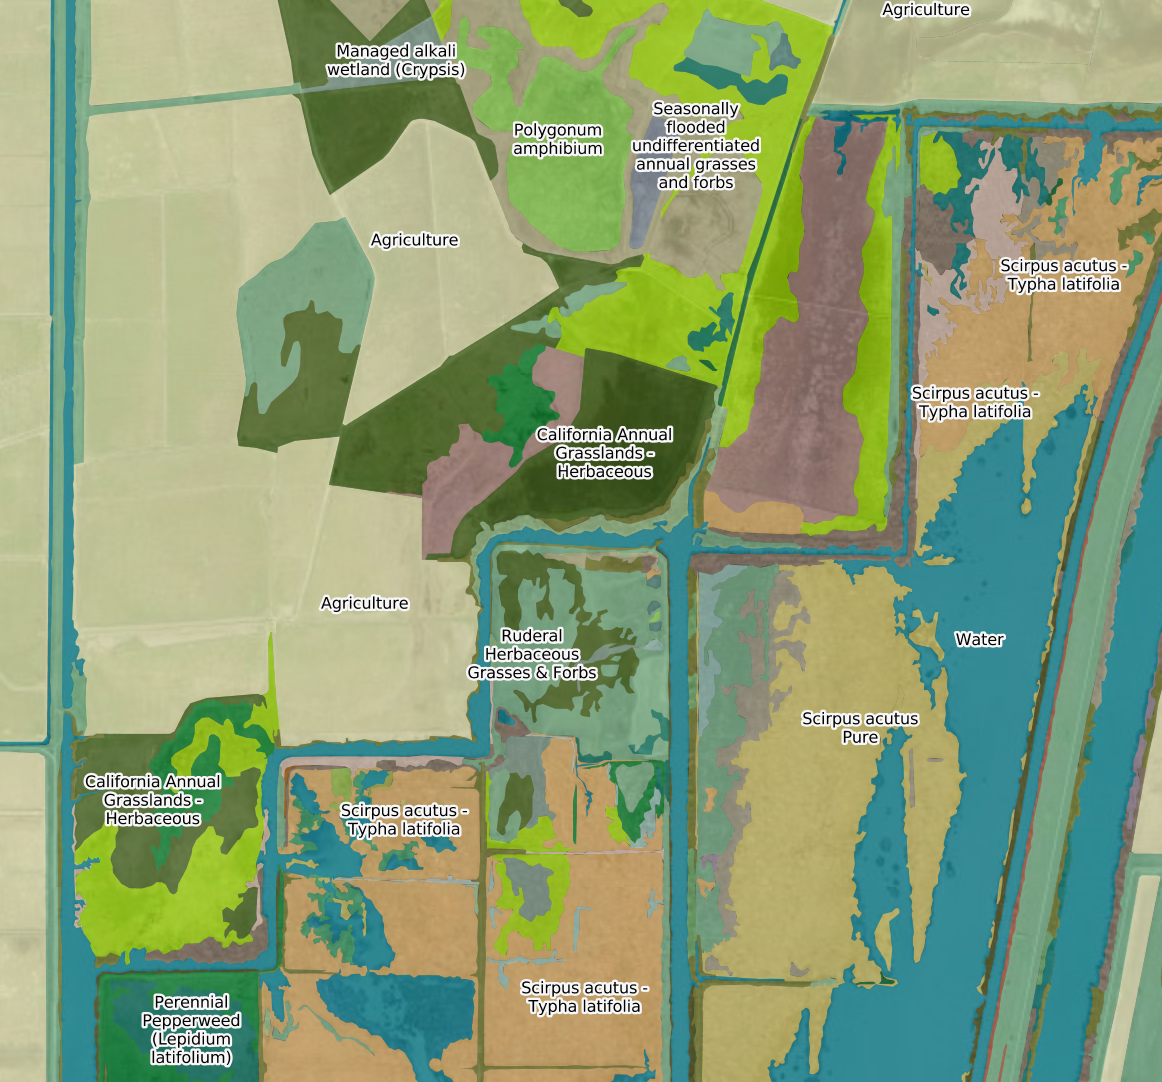 Agriculture
Managed alkali
wetland (Crypsis)
Polygonum
amphibium
Seasonally
flooded
undifferentiated
annual grasses
and forbs
Agriculture
Scirpus acutus -
Typha latifolia
Scirpus acutus -
Typha latifolia
California Annual
Grasslands -
Herbaceous
Agriculture
Ruderal
Herbaceous
Grasses & Forbs
Water
Scirpus acutus
Pure
California Annual
Grasslands -
Herbaceous
Scirpus acutus -
Typha latifolia
Scirpus acutus -
Typha latifolia
Perennial
Pepperweed
(Lepidium
latifolium)